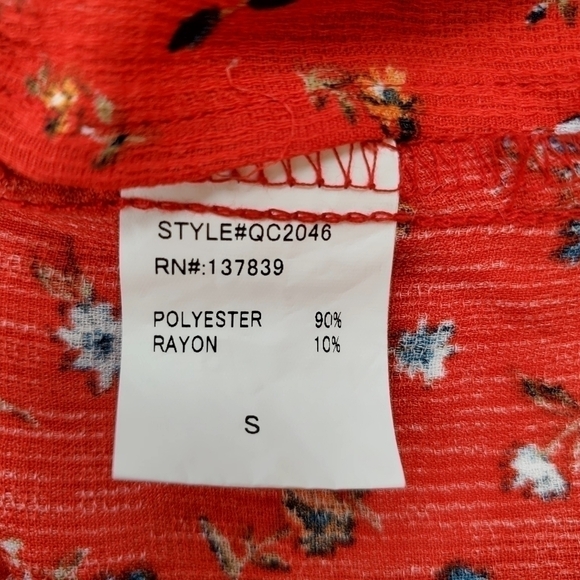 STYLE#QC2046
RN#:137839
POLYESTER 90%
RAYON 10%
S